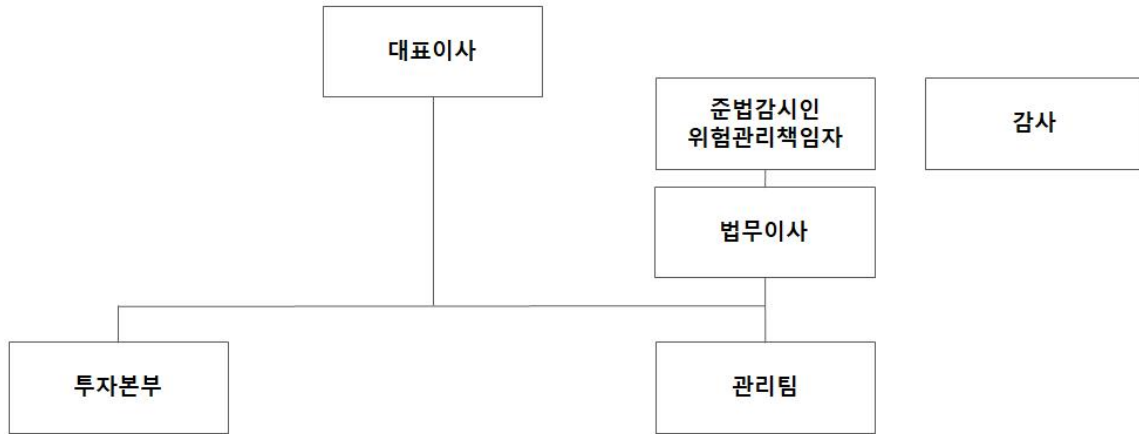 대표이사
준법감시인
위험관리책임자
감사
법무이사
투자본부
관리팀